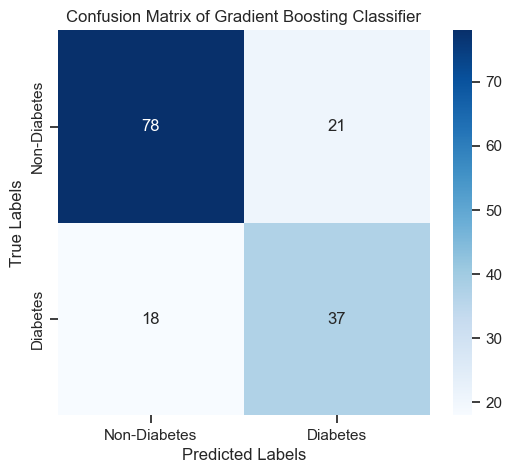 Confusion Matrix of Gradient Boosting Classifier
True Labels
Non-Diabetes
Diabetes
78
21
18
37
Non-Diabetes
Diabetes
Predicted Labels
70
60
50
40
30
20